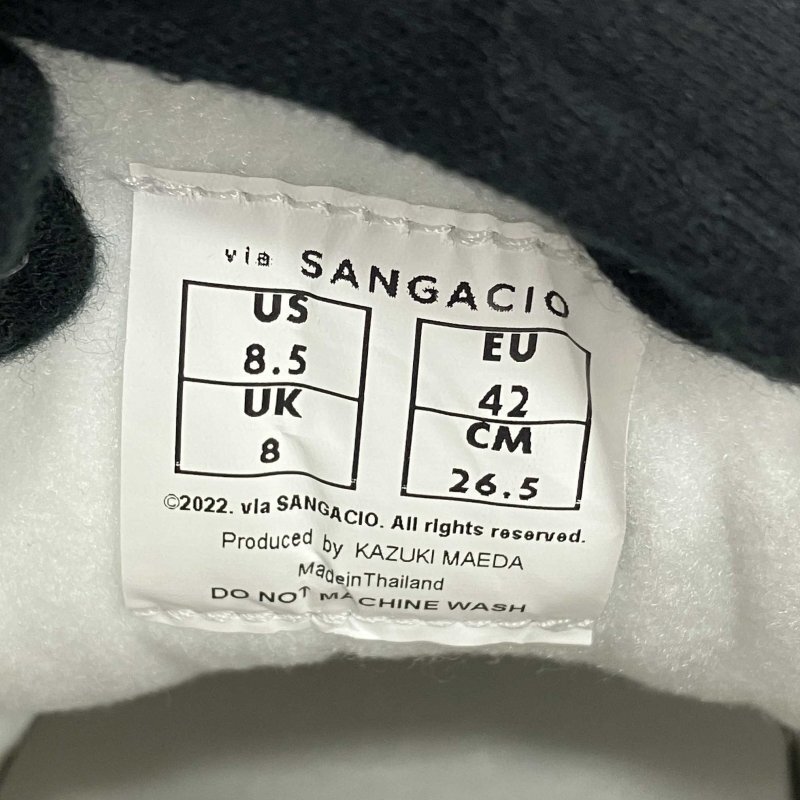 via SANGACIO
US
8.5
UK
8
EU
42
CM
26.5
©2022. via SANGACIO. All rights reserved.
Produced by KAZUKI MAEDA
MadeinThailand
DO NOT MACHINE WASH